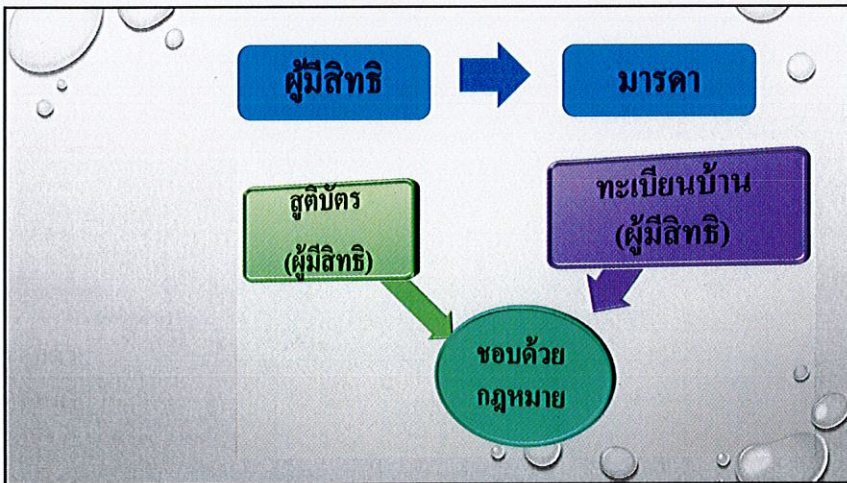 ผู้มีสิทธิ
มารดา
สูติบัตร
(ผู้มีสิทธิ)
ทะเบียนบ้าน
(ผู้มีสิทธิ)
ชอบด้วย
กฎหมาย